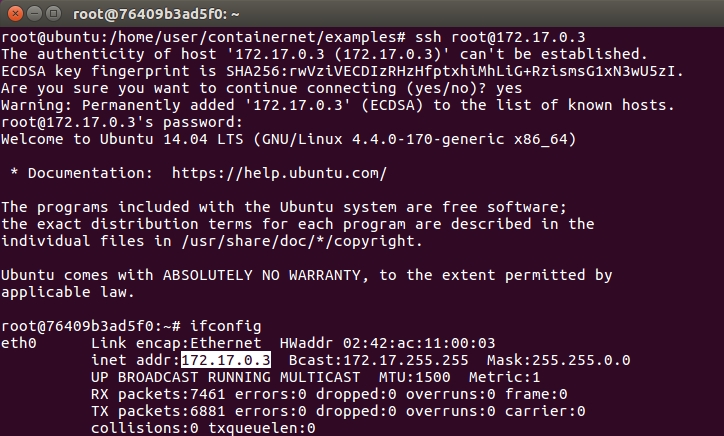 root@76409b3ad5f0: ~
root@ubuntu:/home/user/containernet/examples# ssh root@172.17.0.3
The authenticity of host '172.17.0.3 (172.17.0.3)' can't be established.
ECDSA key fingerprint is SHA256:rwVziVECDIzRHzHfptxhiMhLiG+RzismsG1xN3wU5zI.
Are you sure you want to continue connecting (yes/no)? yes
Warning: Permanently added '172.17.0.3' (ECDSA) to the list of known hosts.
root@172.17.0.3's password:
Welcome to Ubuntu 14.04 LTS (GNU/Linux 4.4.0-170-generic x86_64)
* Documentation:  https://help.ubuntu.com/
The programs included with the Ubuntu system are free software;
the exact distribution terms for each program are described in the
individual files in /usr/share/doc/*/copyright.
Ubuntu comes with ABSOLUTELY NO WARRANTY, to the extent permitted by
applicable law.
root@76409b3ad5f0:~# ifconfig
eth0      Link encap:Ethernet  HWaddr 02:42:ac:11:00:03
inet addr:172.17.0.3  Bcast:172.17.255.255  Mask:255.255.0.0
UP BROADCAST RUNNING MULTICAST  MTU:1500  Metric:1
RX packets:7461 errors:0 dropped:0 overruns:0 frame:0
TX packets:6881 errors:0 dropped:0 overruns:0 carrier:0
collisions:0 txqueuelen:0